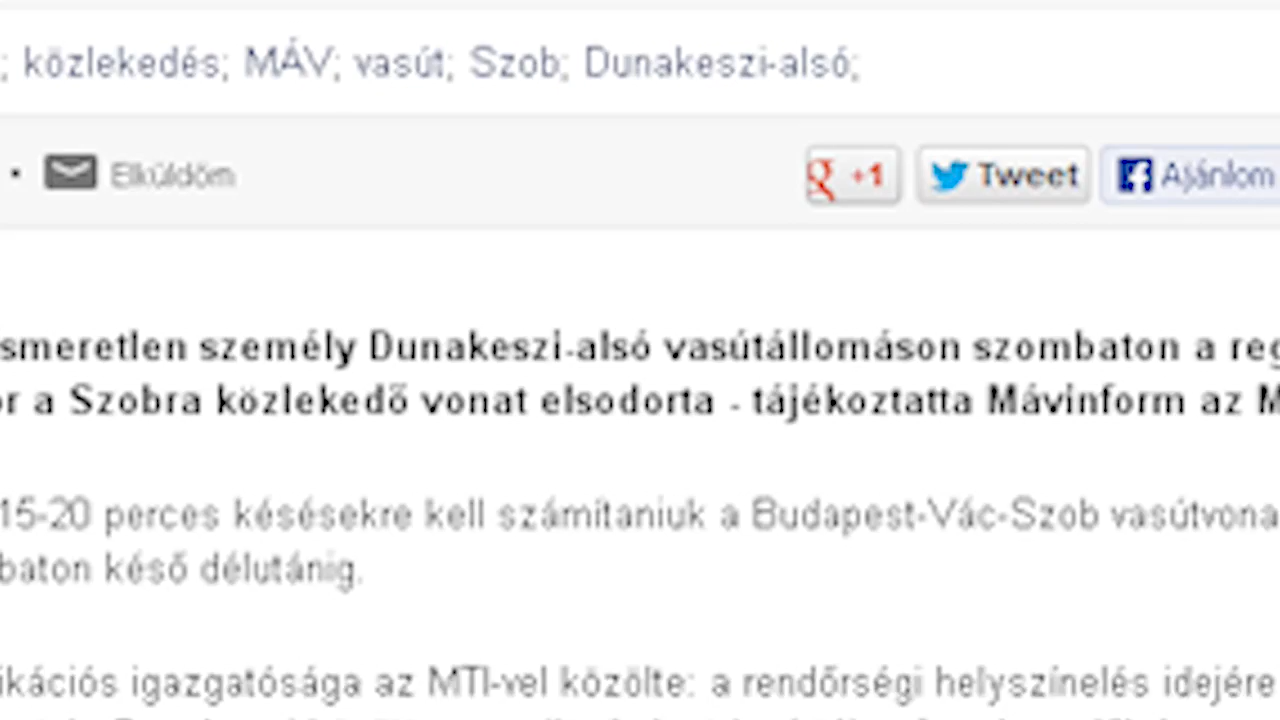 ; közlekedés; MÁV; vasút; Szob; Dunakeszi-alsó;
• Elküldöm +1 Tweet Ajánlom
smeretlen személy Dunakeszi-alsó vasútállomáson szombaton a reg
or a Szobra közlekedő vonat elsodorta - tájékoztatta Mávinform az M
15-20 perces késésekre kell számítaniuk a Budapest-Vác-Szob vasútvona
baton késő délutánig.
ikációs igazgatósága az MTI-vel közölte: a rendőrségi helyszínelés idejére